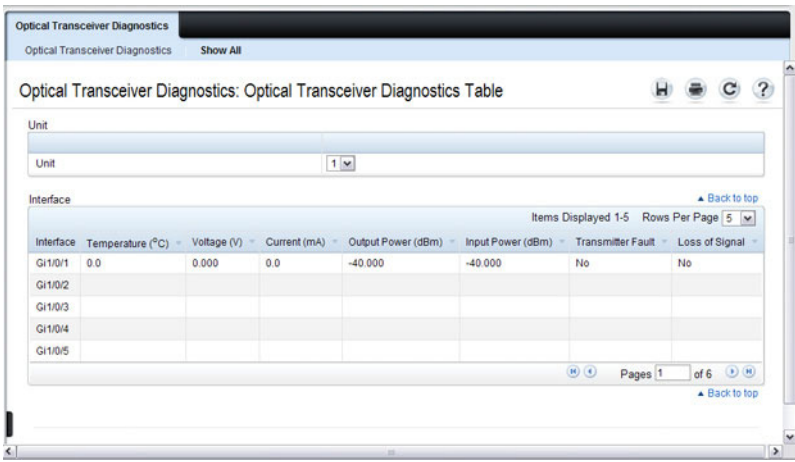 Optical Transceiver Diagnostics
Optical Transceiver Diagnostics Show All
Optical Transceiver Diagnostics: Optical Transceiver Diagnostics Table
Unit
Unit 1
Interface Back to top
Items Displayed 1-5 Rows Per Page 5
Interface Temperature (°C) Voltage (V) Current (mA) Output Power (dBm) Input Power (dBm) Transmitter Fault Loss of Signal
Gi1/0/1 0.0 0.000 0.0 -40.000 -40.000 No No
Gi1/0/2
Gi1/0/3
Gi1/0/4
Gi1/0/5
Pages 1 of 6
Back to top